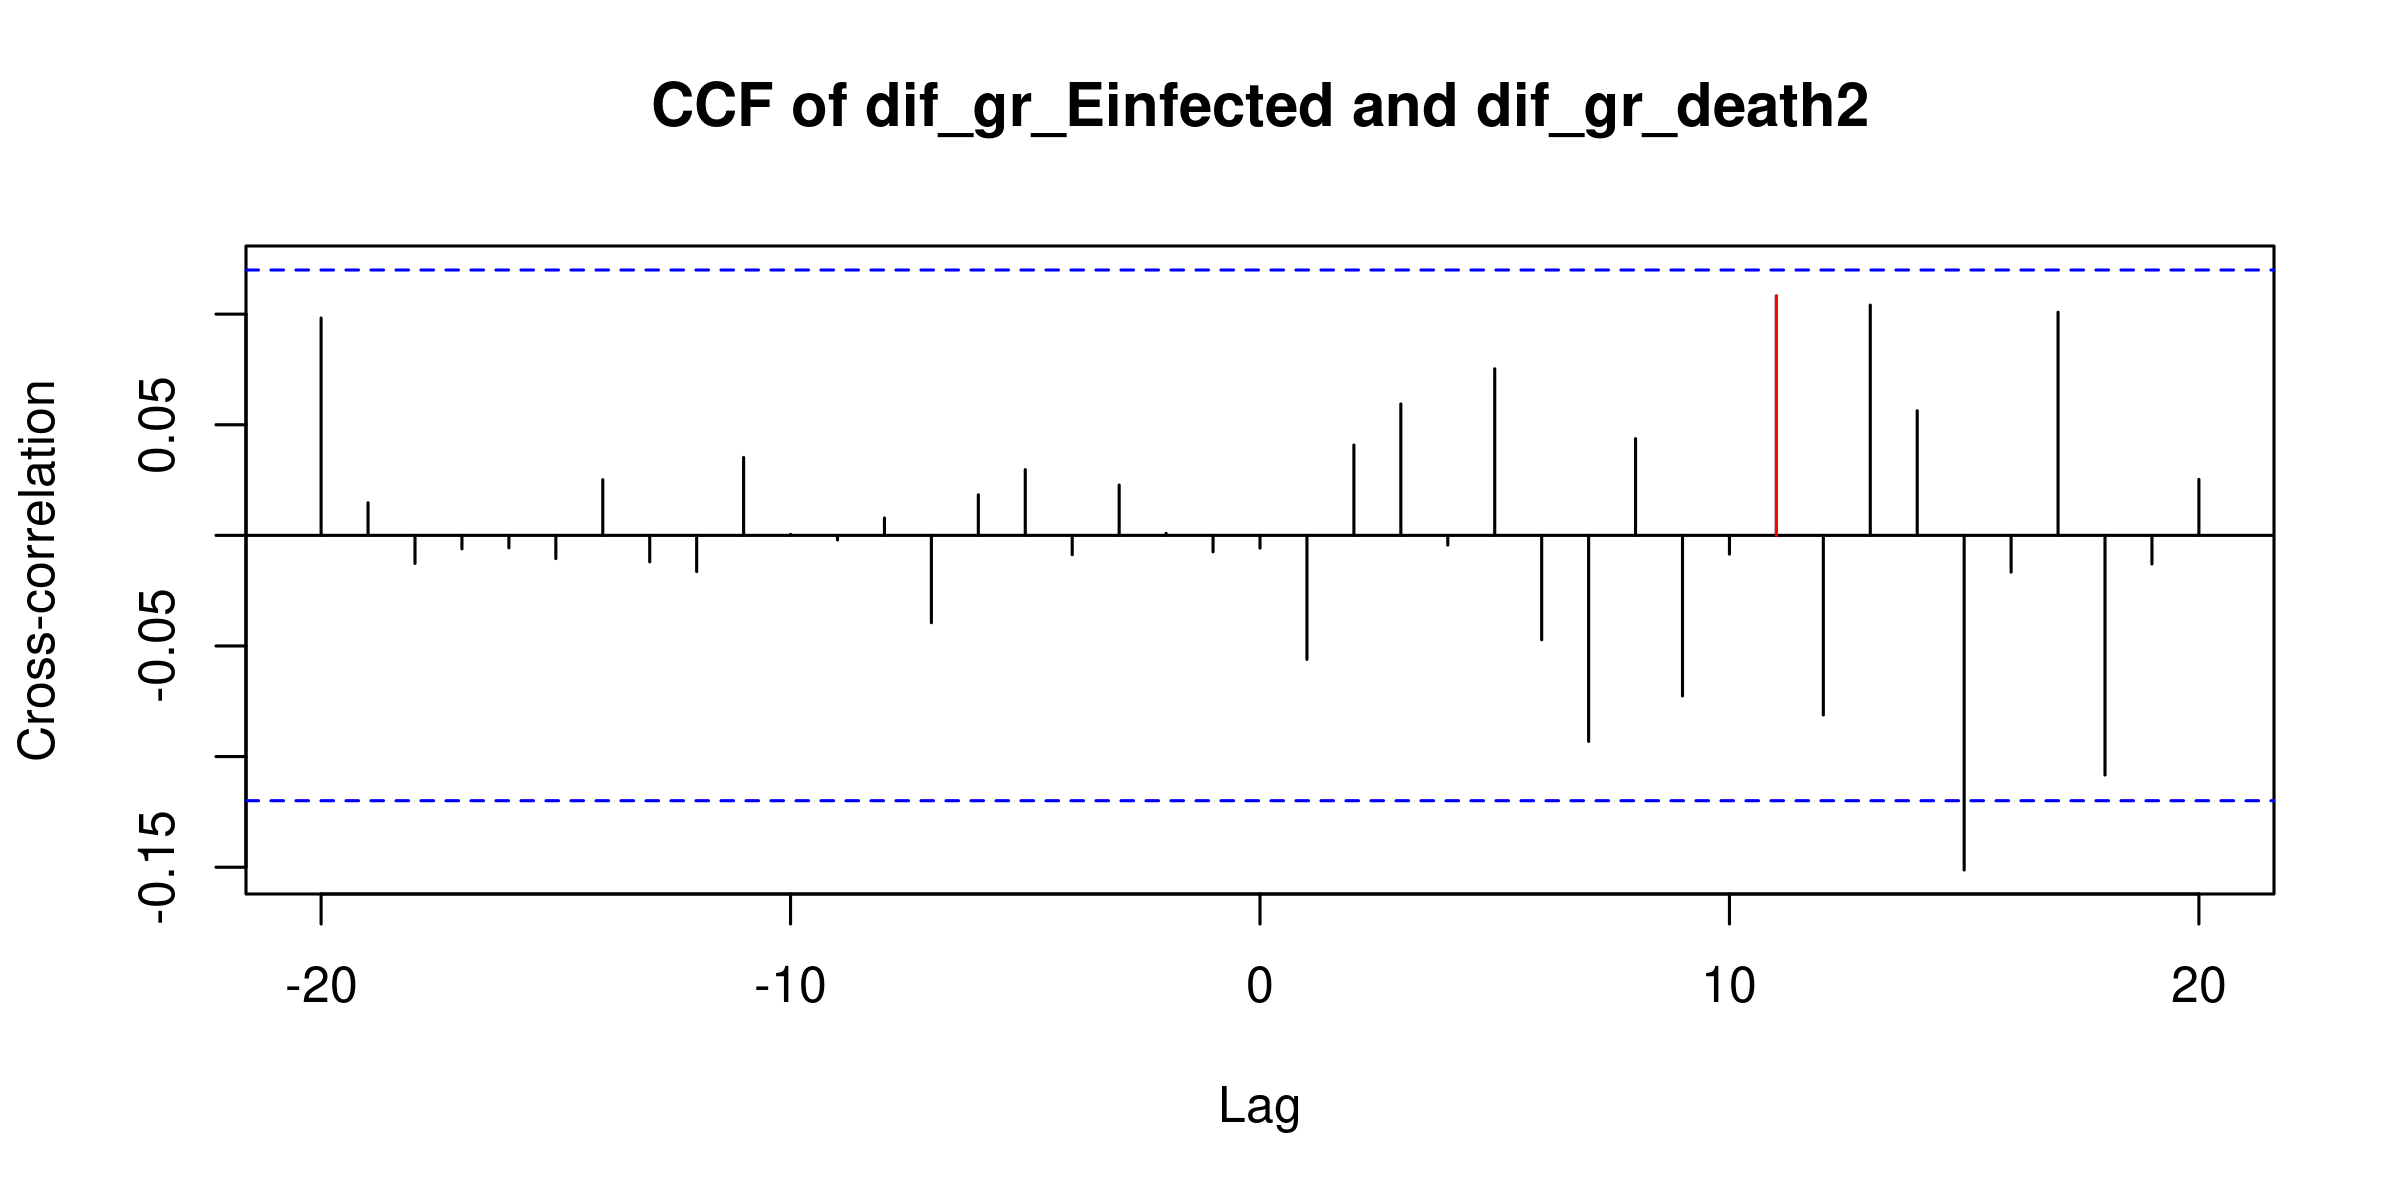 CCF of dif_gr_Einfected and dif_gr_death2
Cross-correlation
0.05
-0.05
-0.15
-20 -10 0 10 20
Lag